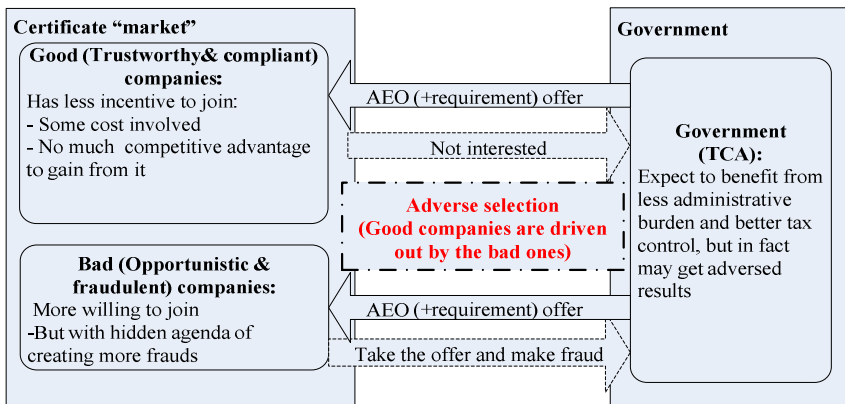 Certificate “market”
Good (Trustworthy& compliant)
companies:
Has less incentive to join:
- Some cost involved
- No much competitive advantage
to gain from it
Bad (Opportunistic &
fraudulent) companies:
More willing to join
-But with hidden agenda of
creating more frauds
AEO (+requirement) offer
Not interested
Adverse selection
(Good companies are driven
out by the bad ones)
AEO (+requirement) offer
Take the offer and make fraud
Government
Government
(TCA):
Expect to benefit from
less administrative
burden and better tax
control, but in fact
may get adversed
results